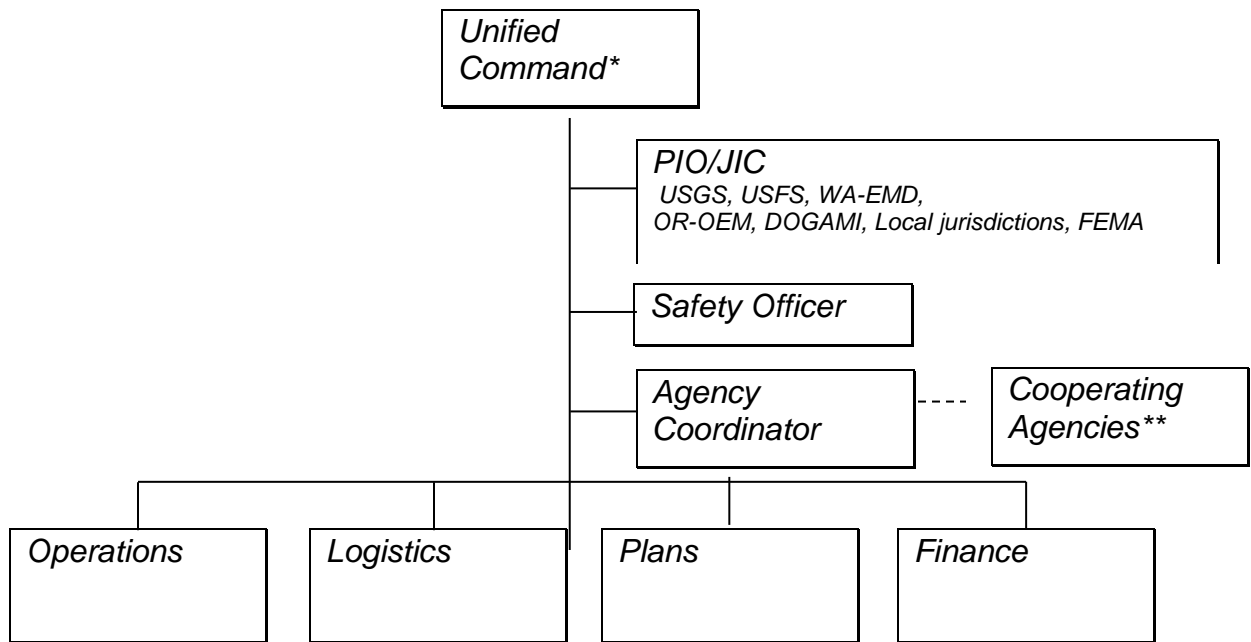 Unified
Command*
PIO/JIC
USGS, USFS, WA-EMD,
OR-OEM, DOGAMI, Local jurisdictions, FEMA
Safety Officer
Agency
Coordinator
Cooperating
Agencies**
Operations
Logistics
Plans
Finance